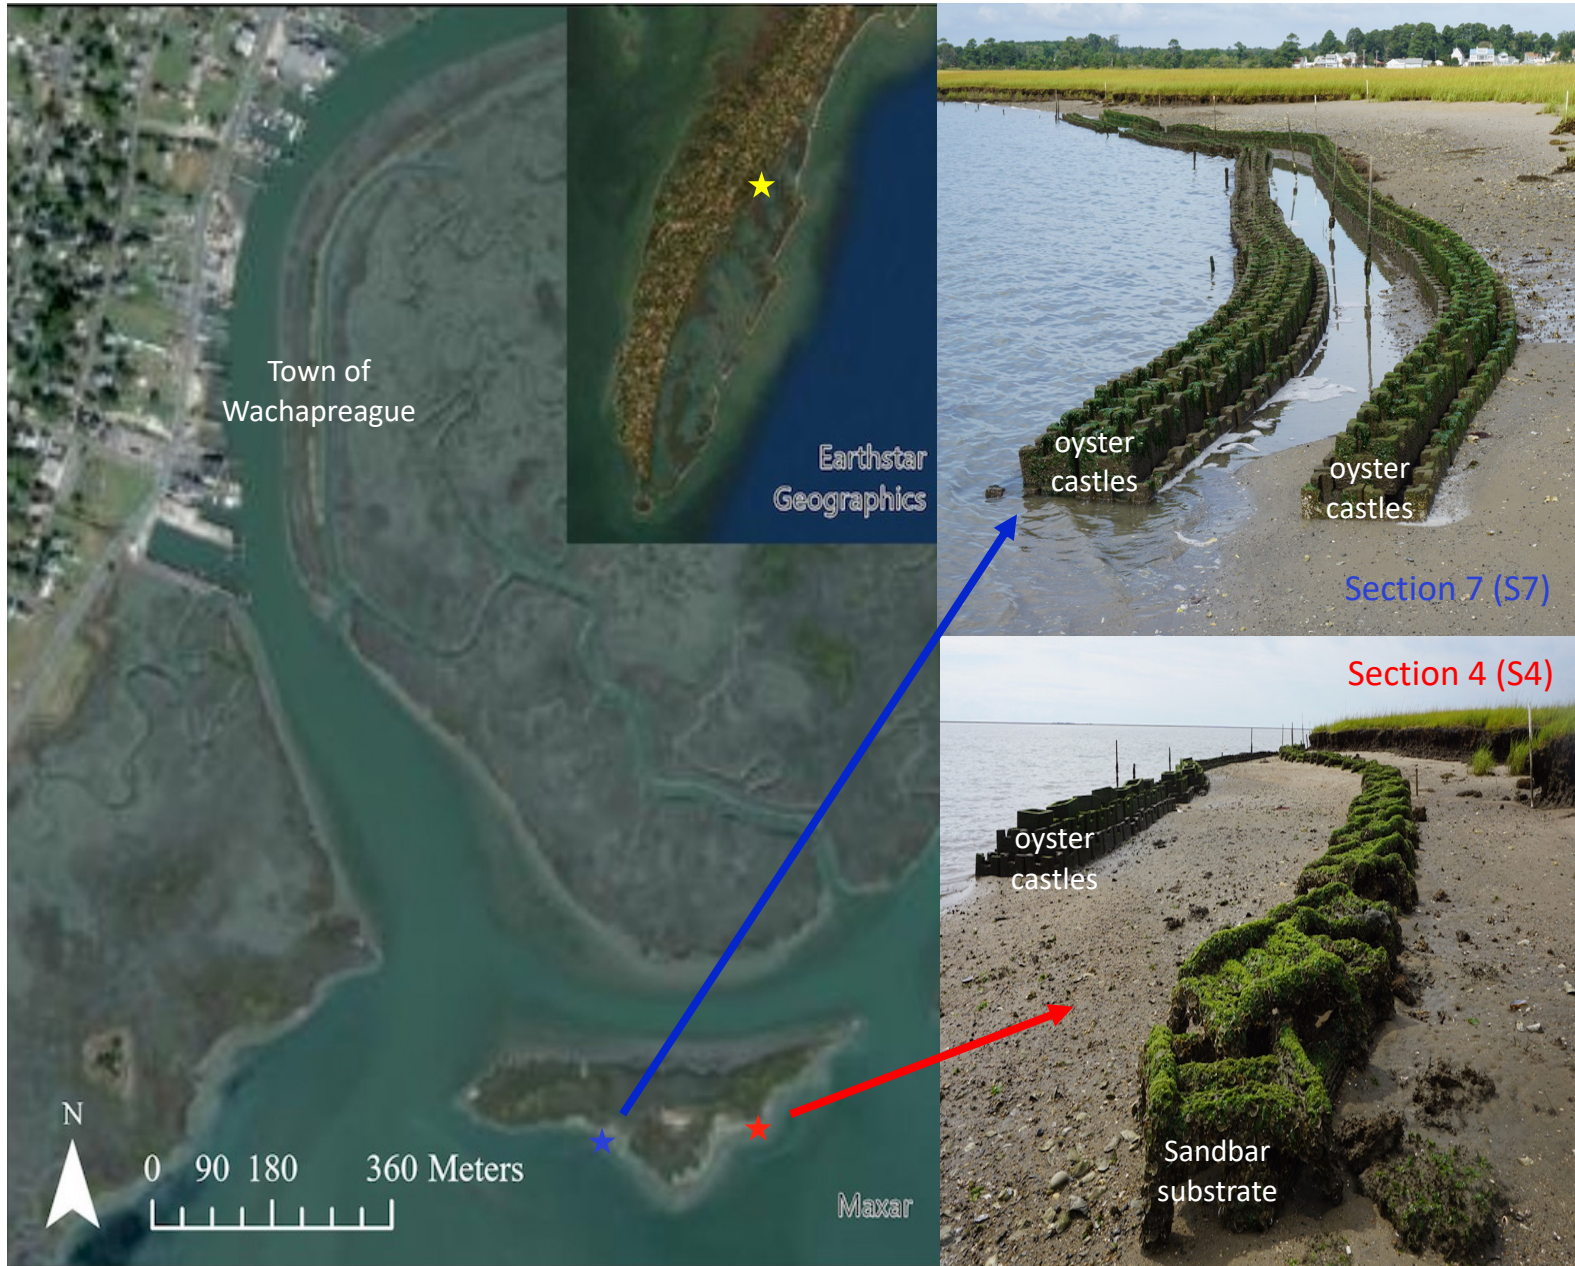 Town of
Wachapreague
Earthstar
Geographics
oyster
castles
oyster
castles
Section 7 (S7)
Section 4 (S4)
oyster
castles
Sandbar
substrate
N
0 90 180 360 Meters
Maxar